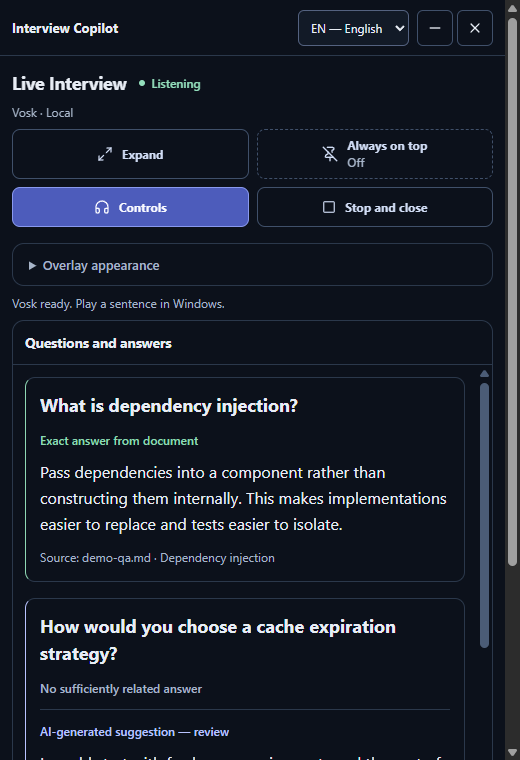 Interview Copilot
EN — English
Live Interview
Listening
Vosk · Local
Expand
Always on top
Off
Controls
Stop and close
Overlay appearance
Vosk ready. Play a sentence in Windows.
Questions and answers
What is dependency injection?
Exact answer from document
Pass dependencies into a component rather than
constructing them internally. This makes implementations
easier to replace and tests easier to isolate.
Source: demo-qa.md · Dependency injection
How would you choose a cache expiration
strategy?
No sufficiently related answer
AI-generated suggestion — review